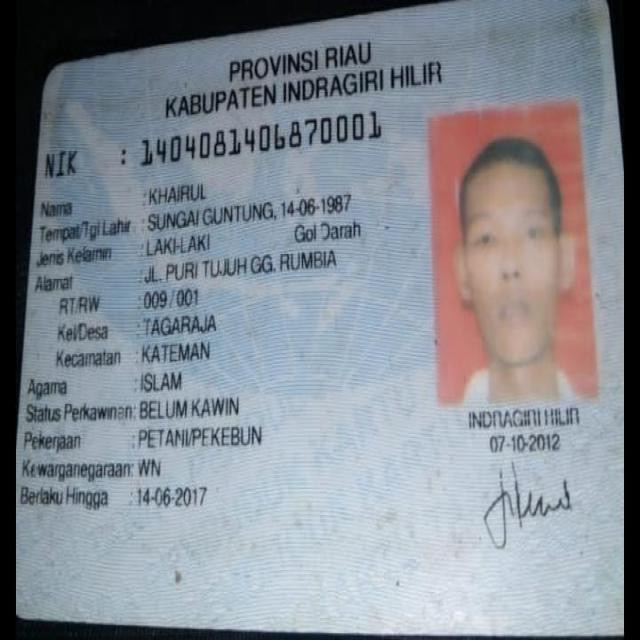 PROVINSI RIAU
KABUPATEN INDRAGIRI HILIR
NIK : 1404081406870001
Nama : KHAIRUL
Tempat/Tgl Lahir : SUNGAI GUNTUNG, 14-06-1987
Jenis Kelamin : LAKI-LAKI Gol Darah
Alamat : JL. PURI TUJUH GG. RUMBIA
RT/RW : 009 / 001
Kel/Desa : TAGARAJA
Kecamatan : KATEMAN
Agama : ISLAM
Status Perkawinan: BELUM KAWIN
Pekerjaan : PETANI/PEKEBUN
Kewarganegaraan: WN
Berlaku Hingga : 14-06-2017
INDRAGIRI HILIR
07-10-2012